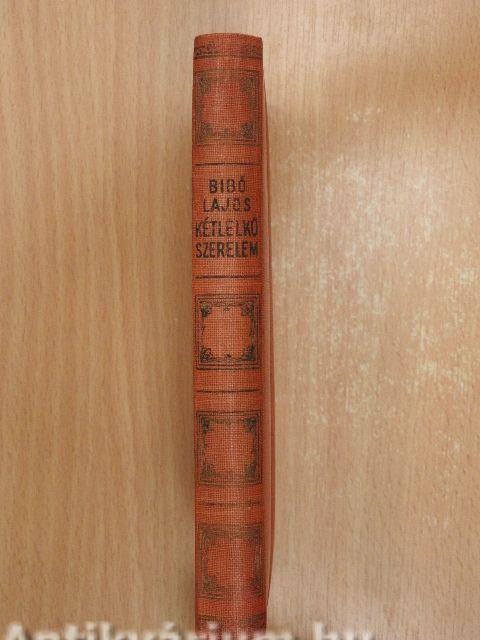 BIBÓ
LAJOS
KÉTLELKŰ
SZERELEM
Antikvárium.hu